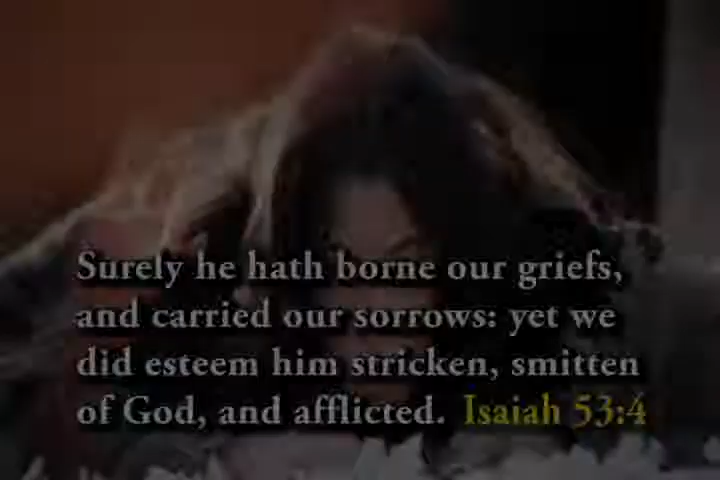 Surely he hath borne our griefs,
and carried our sorrows: yet we
did esteem him stricken, smitten
of God, and afflicted. Isaiah 53:4